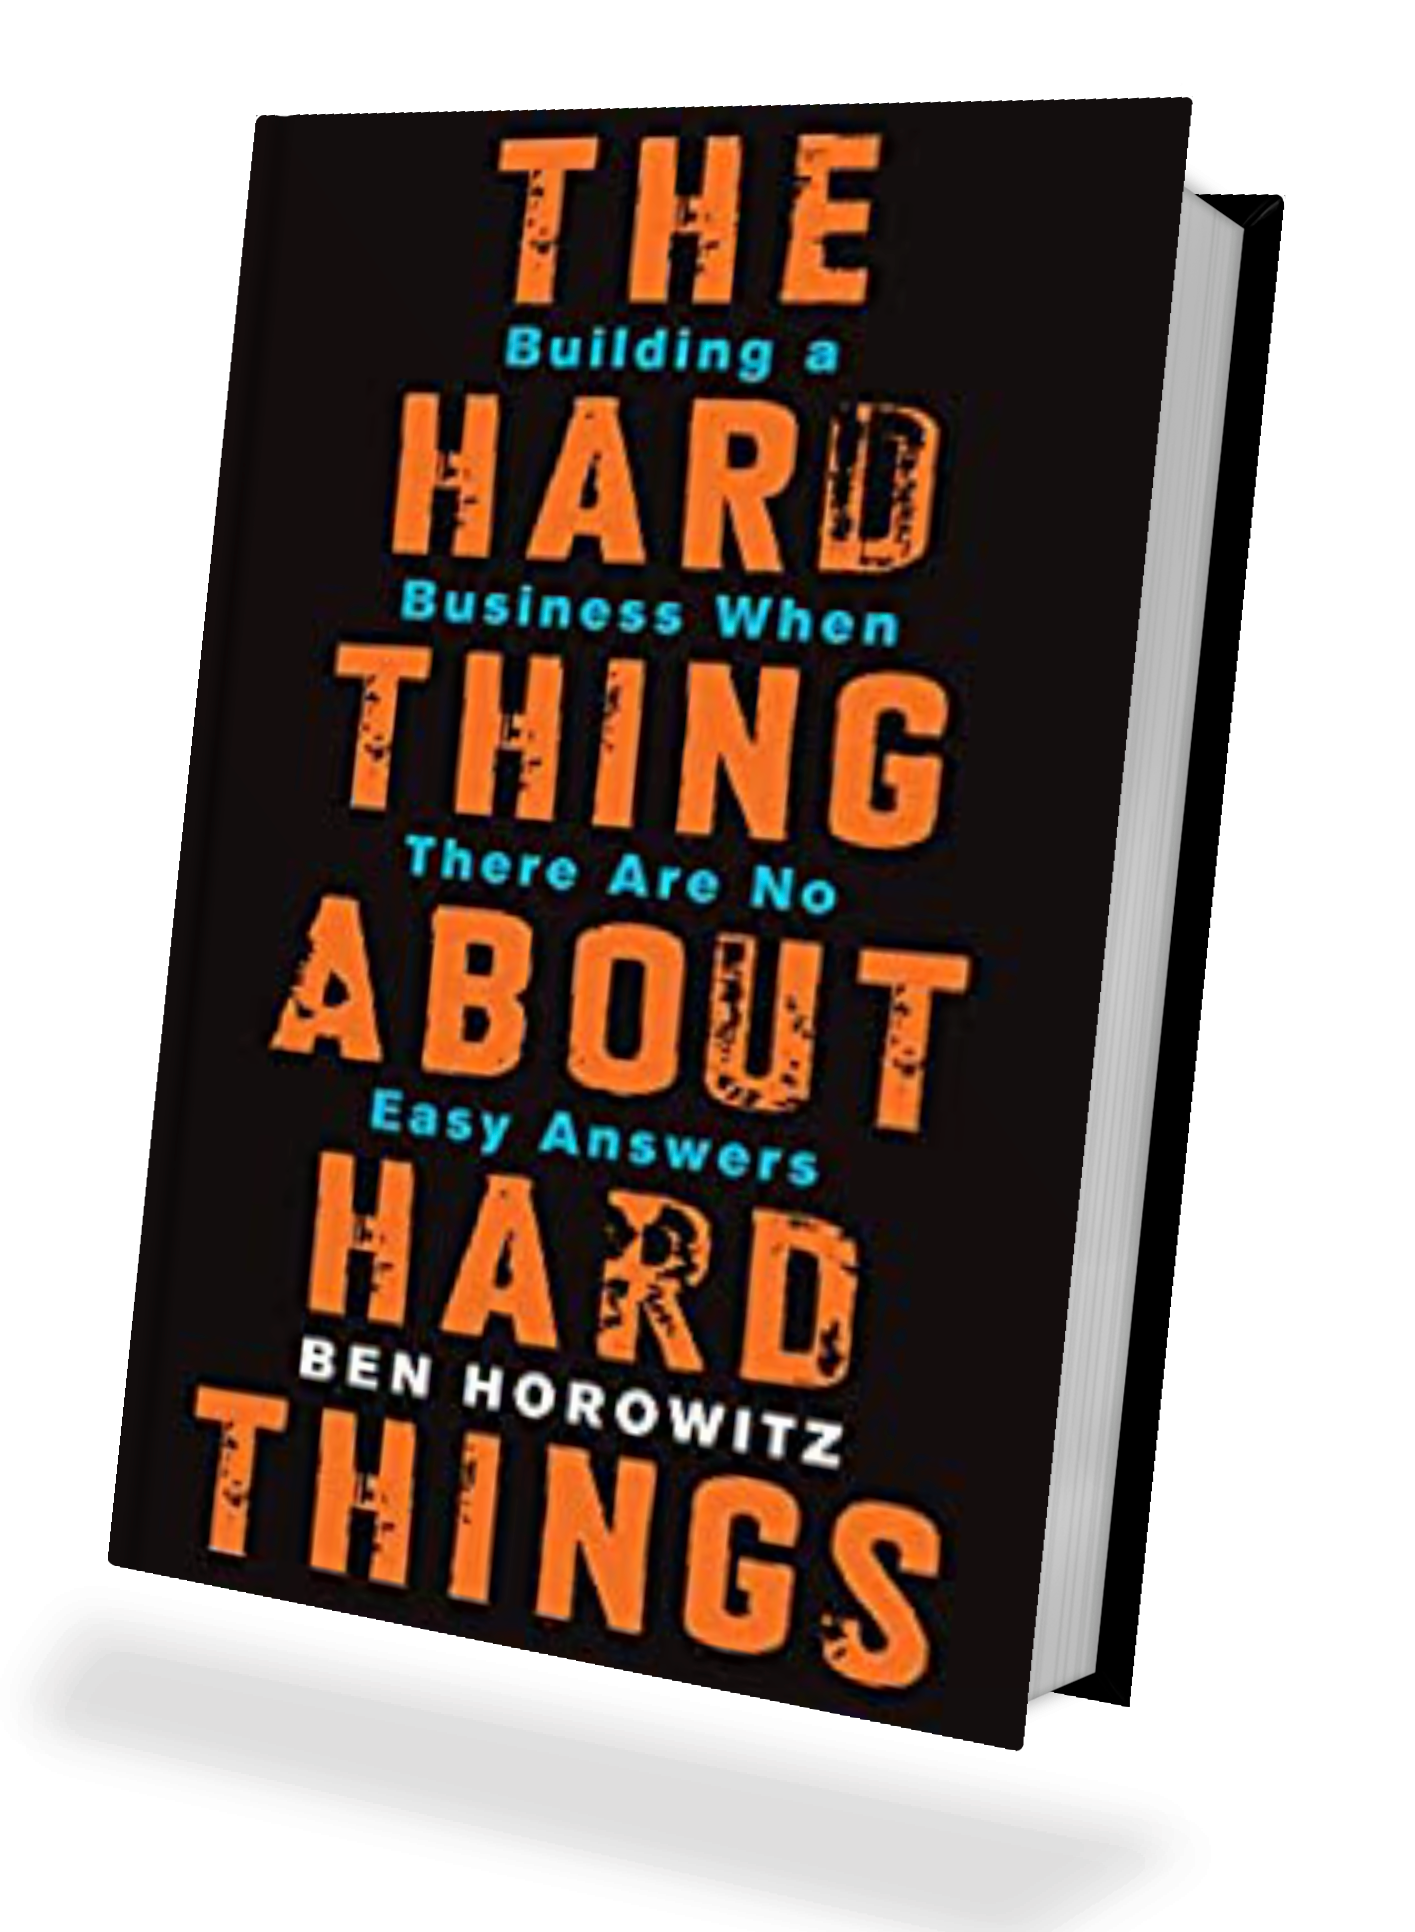 THE
Building a
HARD
Business When
THING
There Are No
ABOUT
Easy Answers
HARD
BEN HOROWITZ
THINGS